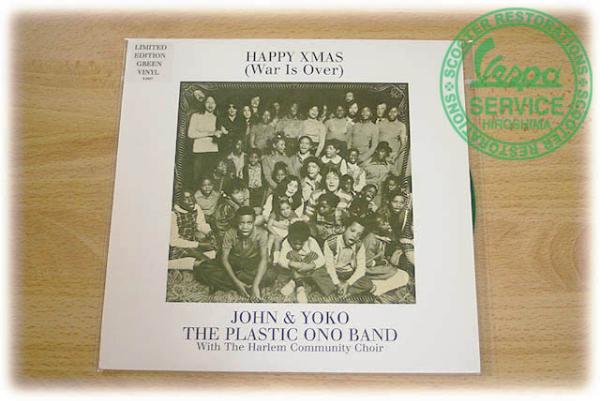 LIMITED
EDITION
GREEN
VINYL
HAPPY XMAS
(War Is Over)
JOHN & YOKO
THE PLASTIC ONO BAND
With The Harlem Community Choir
SCOOTER RESTORATIONS
Vespa
SERVICE
HIROSHIMA
SCOOTER RESTORATIONS